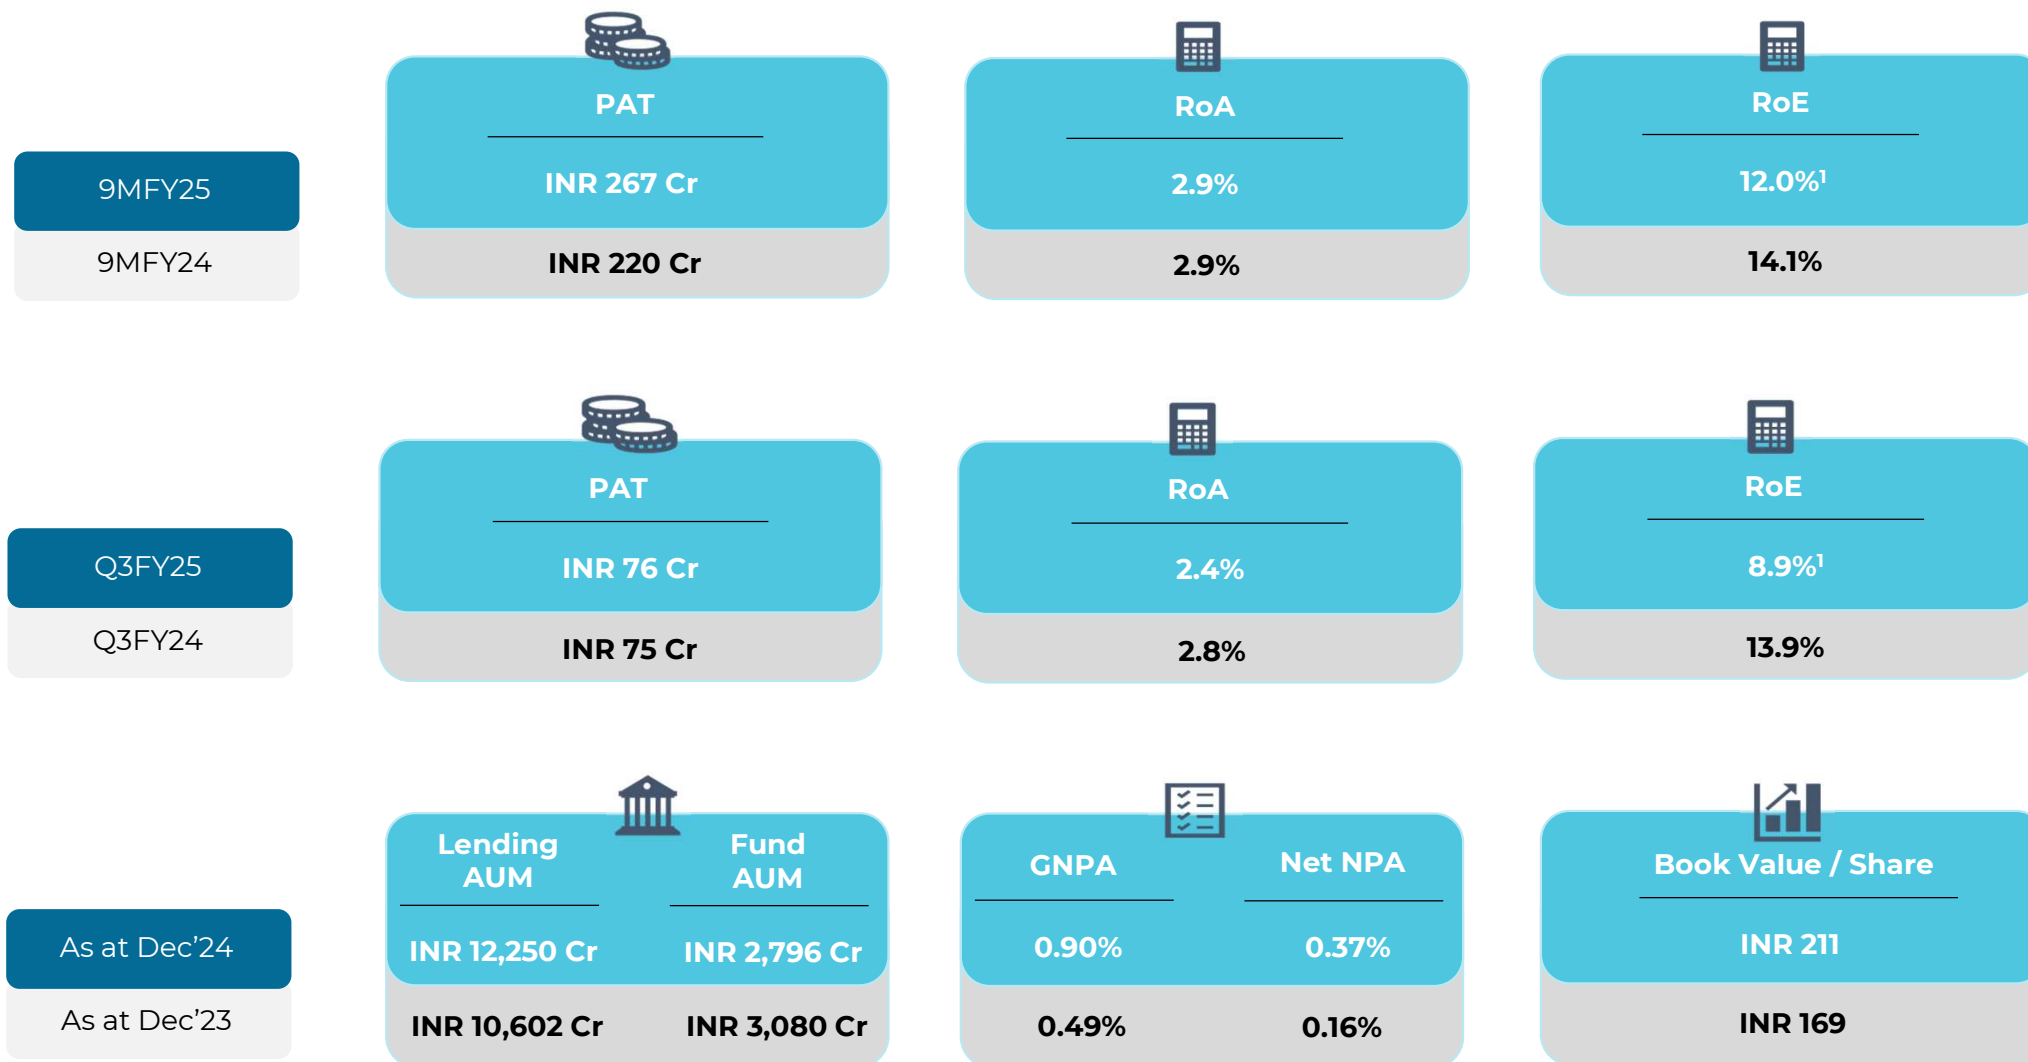 PAT
RoA
RoE
9MFY25
INR 267 Cr
2.9%
12.0%¹
9MFY24
INR 220 Cr
2.9%
14.1%
PAT
RoA
RoE
Q3FY25
INR 76 Cr
2.4%
8.9%¹
Q3FY24
INR 75 Cr
2.8%
13.9%
Lending
AUM
Fund
AUM
GNPA
Net NPA
Book Value / Share
As at Dec’24
INR 12,250 Cr
INR 2,796 Cr
0.90%
0.37%
INR 211
As at Dec’23
INR 10,602 Cr
INR 3,080 Cr
0.49%
0.16%
INR 169